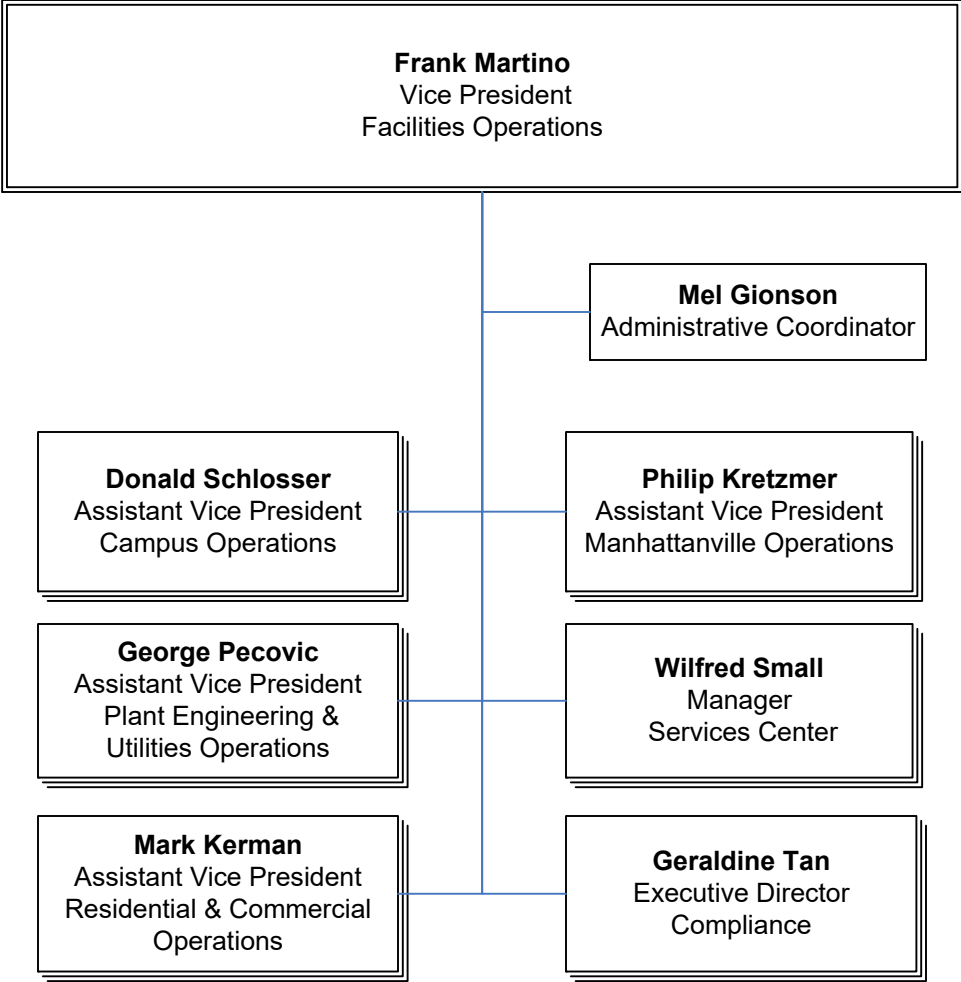 Frank Martino
Vice President
Facilities Operations
Mel Gionson
Administrative Coordinator
Donald Schlosser
Assistant Vice President
Campus Operations
Philip Kretzmer
Assistant Vice President
Manhattanville Operations
George Pecovic
Assistant Vice President
Plant Engineering &
Utilities Operations
Wilfred Small
Manager
Services Center
Mark Kerman
Assistant Vice President
Residential & Commercial
Operations
Geraldine Tan
Executive Director
Compliance